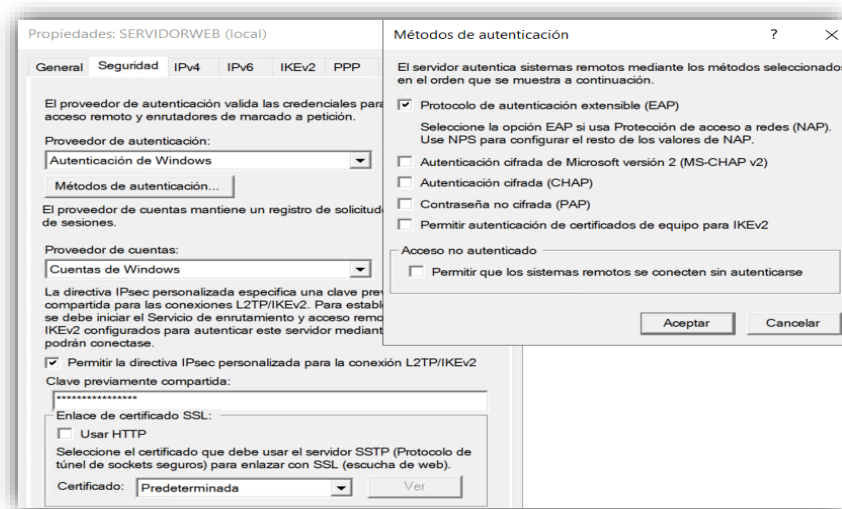 Propiedades: SERVIDORWEB (local)
General
Seguridad
IPv4
IPv6
IKEv2
PPP
El proveedor de autenticación valida las credenciales para
acceso remoto y enrutadores de marcado a petición.
Proveedor de autenticación:
Autenticación de Windows
Métodos de autenticación...
El proveedor de cuentas mantiene un registro de solicitud
de sesiones.
Proveedor de cuentas:
Cuentas de Windows
La directiva IPsec personalizada especifica una clave pre
compartida para las conexiones L2TP/IKEv2. Para estable
se debe iniciar el Servicio de enrutamiento y acceso remo
IKEv2 configurados para autenticar este servidor mediant
podrán conectase.
Permitir la directiva IPsec personalizada para la conexión L2TP/IKEv2
Clave previamente compartida:
****************
Enlace de certificado SSL:
Usar HTTP
Seleccione el certificado que debe usar el servidor SSTP (Protocolo de
túnel de sockets seguros) para enlazar con SSL (escucha de web).
Certificado:
Predeterminada
Ver
Métodos de autenticación
?
El servidor autentica sistemas remotos mediante los métodos seleccionado
en el orden que se muestra a continuación.
Protocolo de autenticación extensible (EAP)
Seleccione la opción EAP si usa Protección de acceso a redes (NAP).
Use NPS para configurar el resto de los valores de NAP.
Autenticación cifrada de Microsoft versión 2 (MS-CHAP v2)
Autenticación cifrada (CHAP)
Contraseña no cifrada (PAP)
Permitir autenticación de certificados de equipo para IKEv2
Acceso no autenticado
Permitir que los sistemas remotos se conecten sin autenticarse
Aceptar
Cancelar